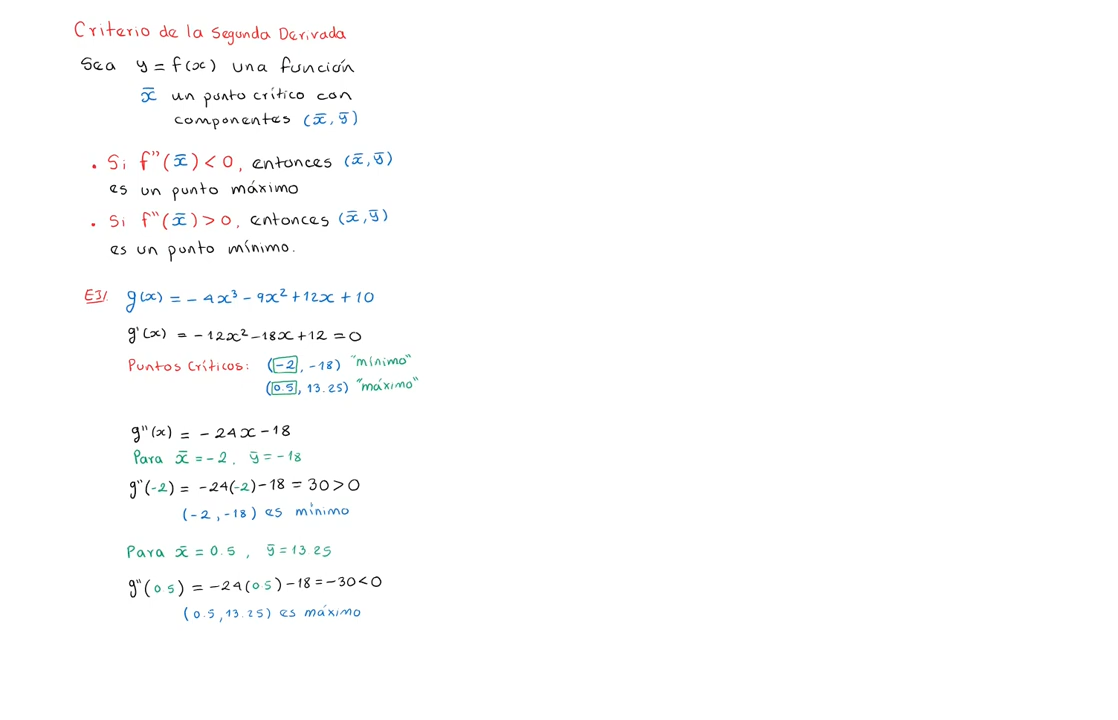 Criterio de la Segunda Derivada
Sea y = f(x) una función
x̄ un punto crítico con
componentes (x̄, ȳ)
• Si f''(x̄) < 0, entonces (x̄, ȳ)
es un punto máximo
• Si f''(x̄) > 0, entonces (x̄, ȳ)
es un punto mínimo.
EJ/. g(x) = - 4x³ - 9x² + 12x + 10
g'(x) = -12x² - 18x + 12 = 0
Puntos Críticos: (-2, -18) "mínimo"
(0.5, 13.25) "máximo"
g''(x) = -24x - 18
Para x̄ = -2, ȳ = -18
g''(-2) = -24(-2) - 18 = 30 > 0
(-2, -18) es mínimo
Para x̄ = 0.5, ȳ = 13 25
g''(0 5) = -24(0 5) - 18 = -30 < 0
(0.5, 13.25) es máximo